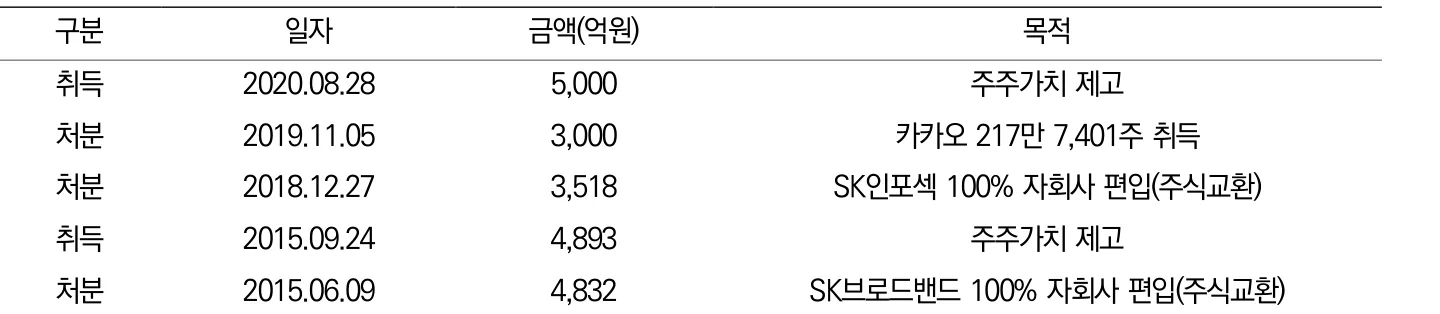 구분 일자 금액(억원) 목적
취득 2020.08.28 5,000 주주가치 제고
처분 2019.11.05 3,000 카카오 217만 7,401주 취득
처분 2018.12.27 3,518 SK인포섹 100% 자회사 편입(주식교환)
취득 2015.09.24 4,893 주주가치 제고
처분 2015.06.09 4,832 SK브로드밴드 100% 자회사 편입(주식교환)